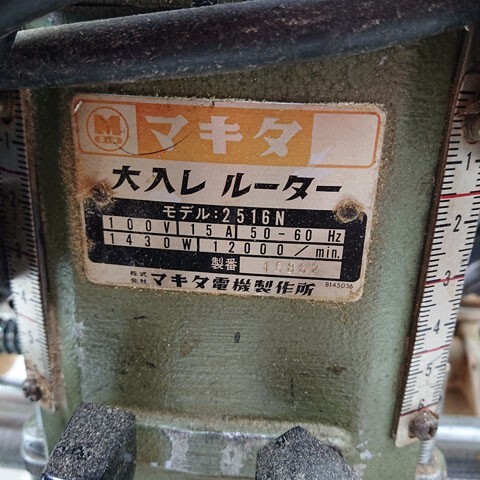 M
マキタ
大入レ ルーター
モデル:2516N
100V 15A 50-60 Hz
1430W 12000/min.
製番
株式会社 マキタ電機製作所 8145036
1
2
3
4
5
6